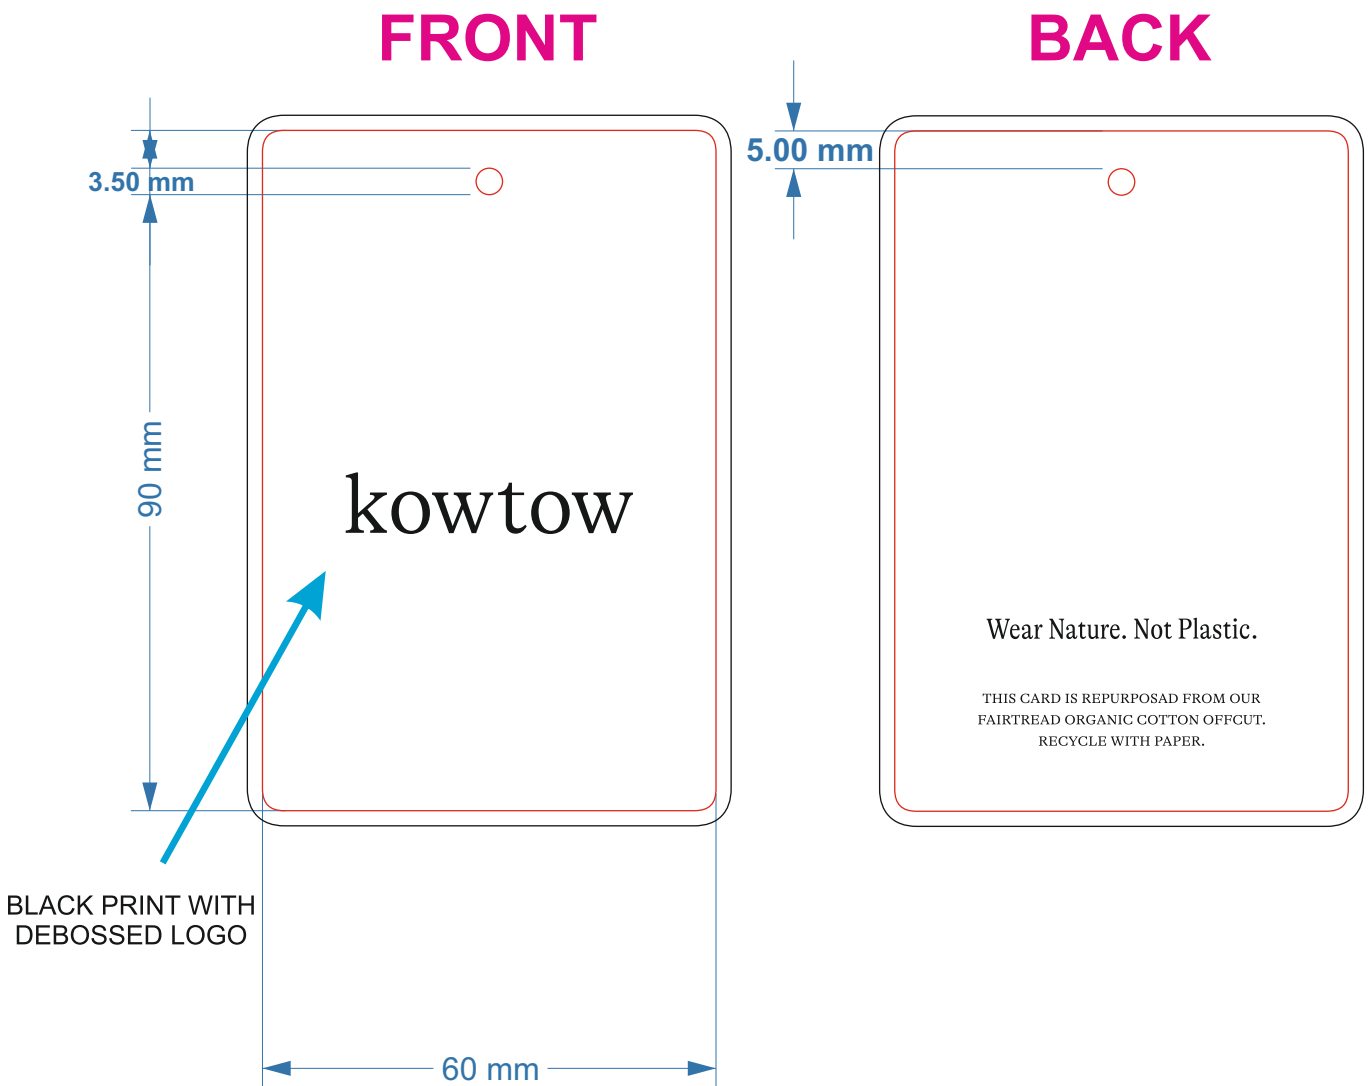 FRONT
BACK
5.00 mm
3.50 mm
90 mm
kowtow
Wear Nature. Not Plastic.
THIS CARD IS REPURPOSAD FROM OUR
FAIRTREAD ORGANIC COTTON OFFCUT.
RECYCLE WITH PAPER.
BLACK PRINT WITH
DEBOSSED LOGO
60 mm